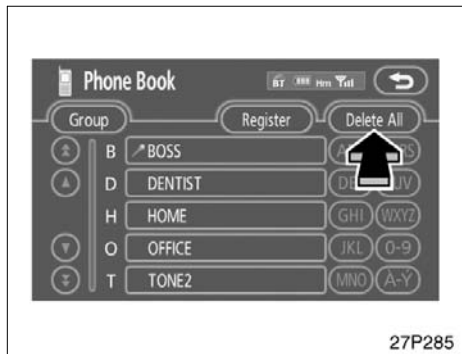 Phone Book BT Hm
Group Register Delete All
B BOSS
D DENTIST
H HOME GHI WXYZ
O OFFICE JKL 0-9
T TONE2 MNO À-Ý
27P285